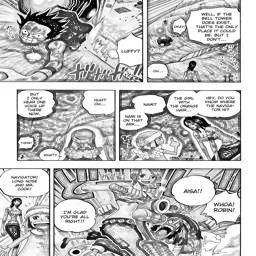 WELL, IF
THE BELL TOWER
DOES EXIST,
THAT'S THE ONLY
PLACE IT COULD
BE. BUT I
DON'T...
LUFFY?
HEY, DO YOU
KNOW WHERE
THE NAVIGA-
TOR IS?
THE GIRL
WITH THE
ORANGE
HAIR...
NAMI?
NAMI IS
ON THAT
ARK...
HUH?
OH...
BUT
I ONLY
HEAR ONE
VOICE UP
THERE
NOW.
WHAT?
AISA!!
WHOA!
ROBIN!
I'M GLAD
YOU'RE ALL
RIGHT!!
NAVIGATOR!
LONG NOSE
AND MR.
COOK!